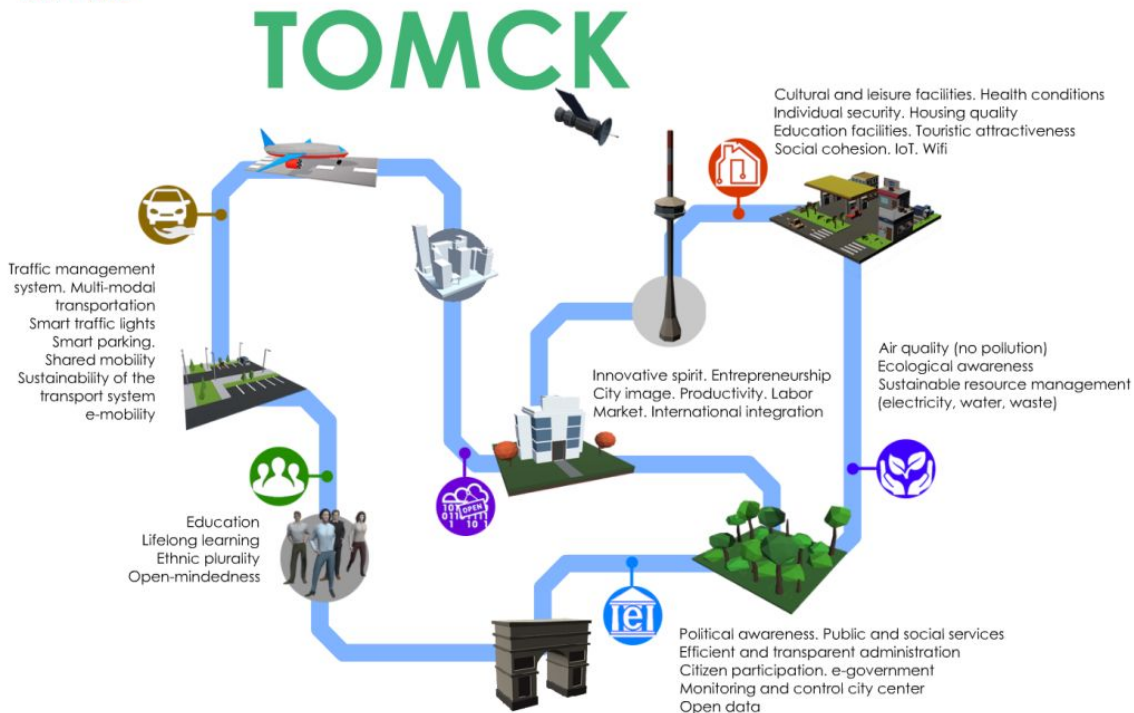 TOMCK
Cultural and leisure facilities. Health conditions
Individual security. Housing quality
Education facilities. Touristic attractiveness
Social cohesion. IoT. Wifi
Traffic management
system. Multi-modal
transportation
Smart traffic lights
Smart parking.
Shared mobility
Sustainability of the
transport system
e-mobility
Innovative spirit. Entrepreneurship
City image. Productivity. Labor
Market. International integration
Air quality (no pollution)
Ecological awareness
Sustainable resource management
(electricity, water, waste)
Education
Lifelong learning
Ethnic plurality
Open-mindedness
OPEN
Political awareness. Public and social services
Efficient and transparent administration
Citizen participation. e-government
Monitoring and control city center
Open data